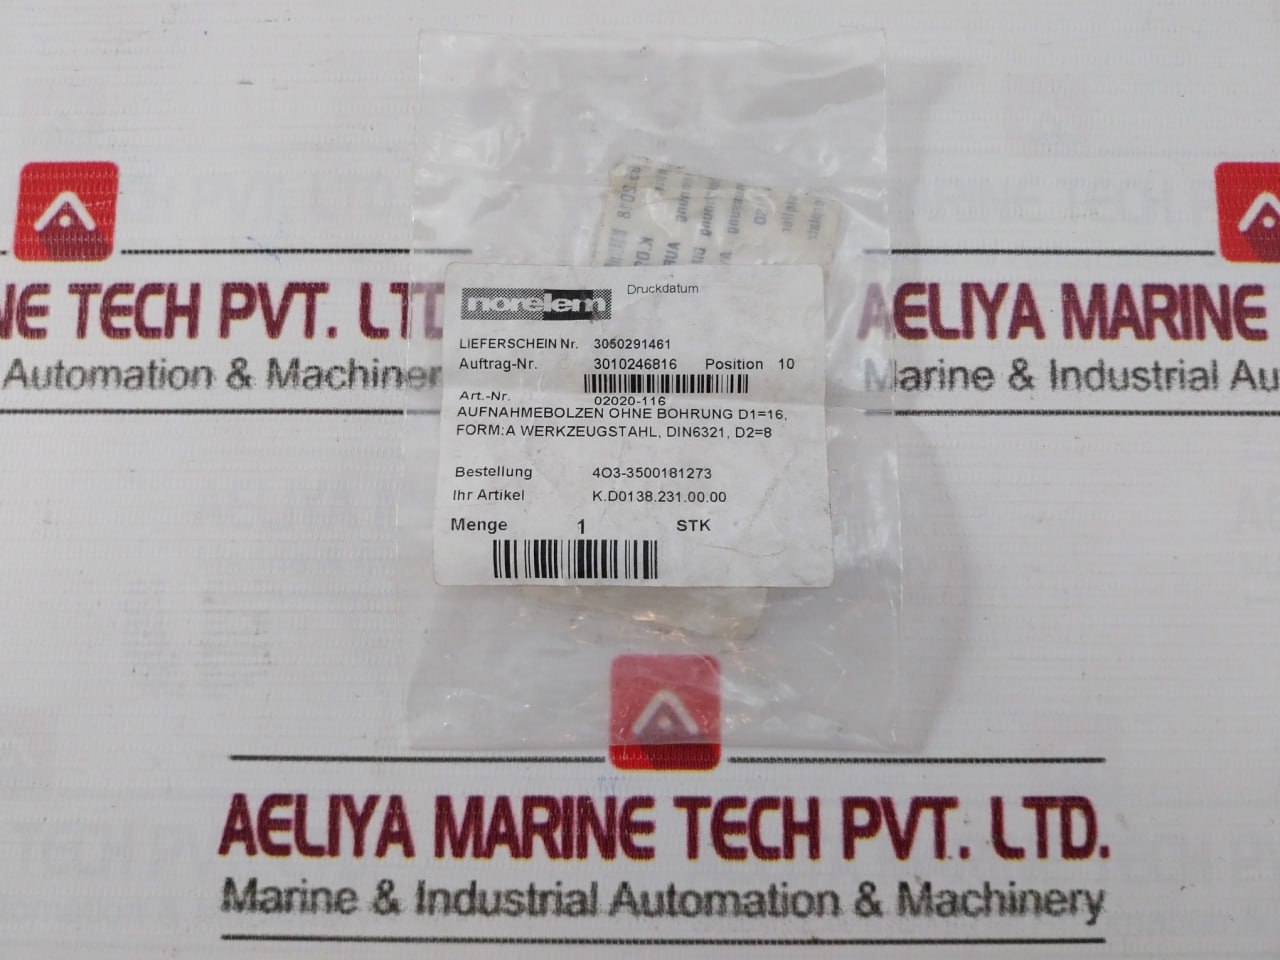 norelem
Druckdatum
LIEFERSCHEIN Nr. 3050291461
Auftrag-Nr. 3010246816 Position 10
Art.-Nr. 02020-116
AUFNAHMEBOLZEN OHNE BOHRUNG D1=16,
FORM:A WERKZEUGSTAHL, DIN6321, D2=8
Bestellung 4O3-3500181273
Ihr Artikel K.D0138.231.00.00
Menge 1 STK
TECH PVT. LTD
Automation & Machiner
AELIYA MARINE
Marine & Industrial Au
AELIYA MARINE TECH PVT. LTD.
Marine & Industrial Automation & Machinery